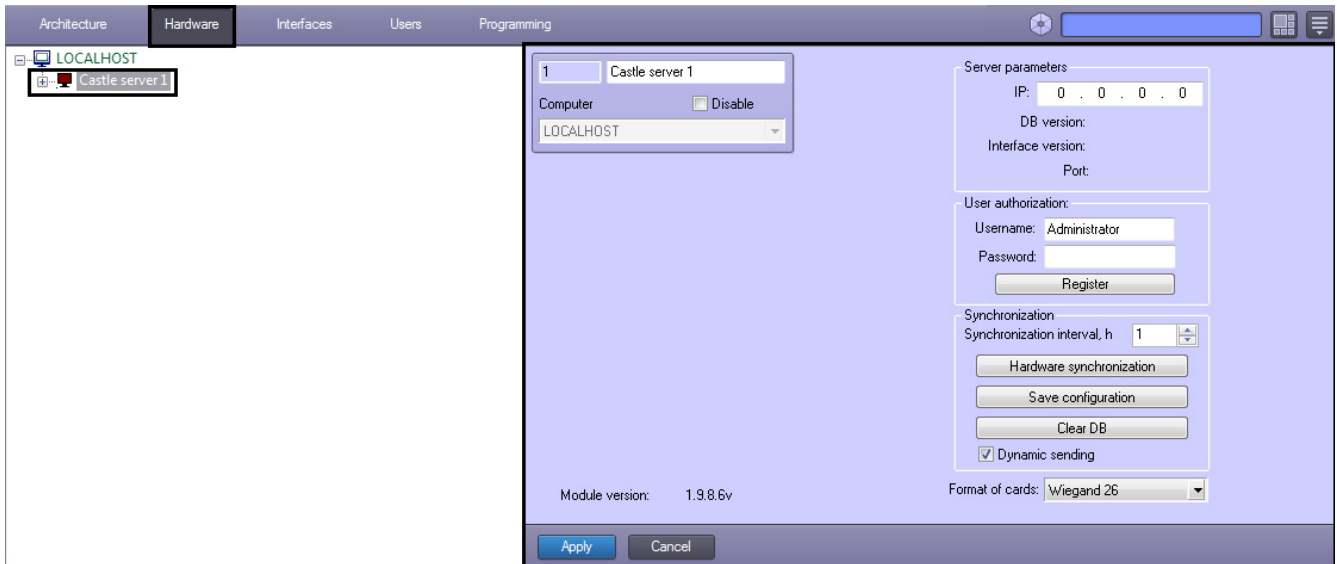 Architecture Hardware Interfaces Users Programming
LOCALHOST
Castle server 1
1 Castle server 1
Computer Disable
LOCALHOST
Server parameters
IP: 0 . 0 . 0 . 0
DB version:
Interface version:
Port:
User authorization:
Username: Administrator
Password:
Register
Synchronization
Synchronization interval, h 1
Hardware synchronization
Save configuration
Clear DB
Dynamic sending
Format of cards: Wiegand 26
Module version: 1.9.8.6v
Apply Cancel